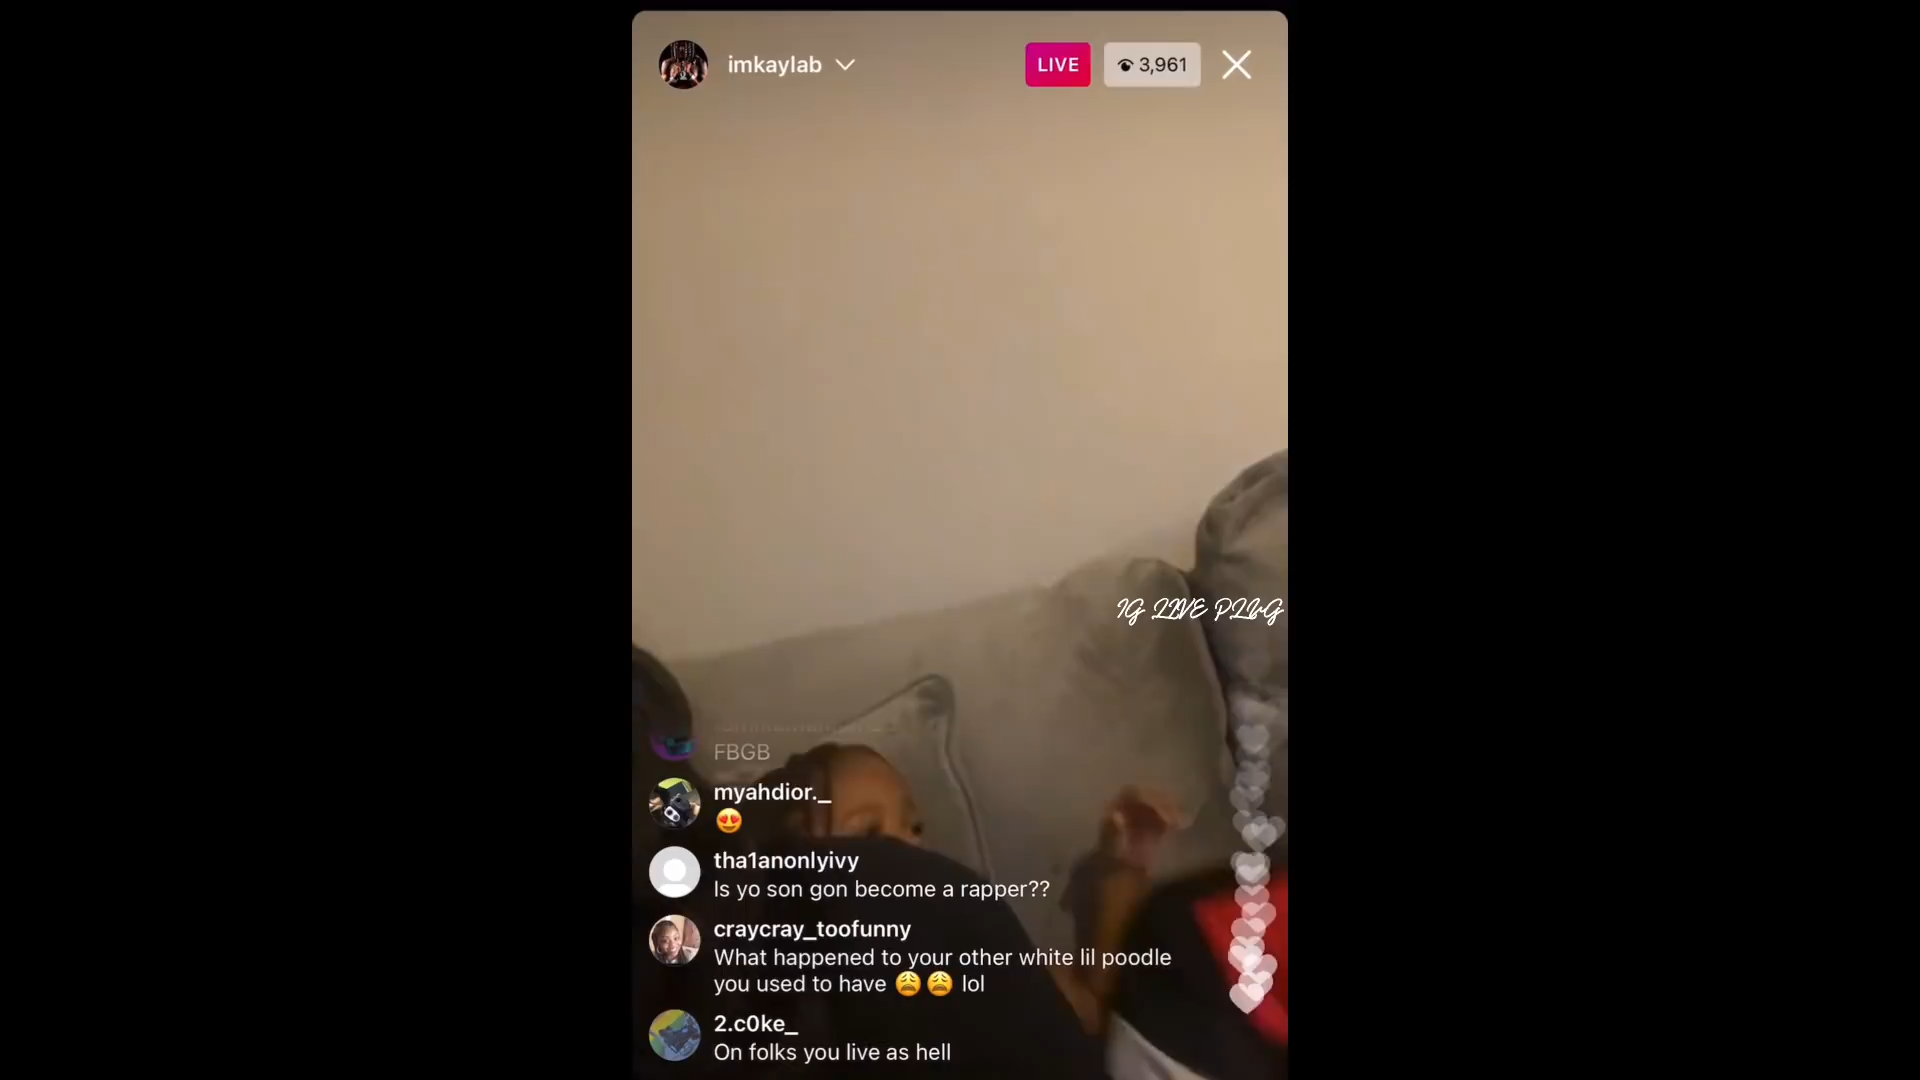 imkaylab
LIVE
3,961
IG LIVE PLUG
FBGB
myahdior._
😍
tha1anonlyivy
Is yo son gon become a rapper??
craycray_toofunny
What happened to your other white lil poodle
you used to have 😩😩 lol
2.c0ke_
On folks you live as hell